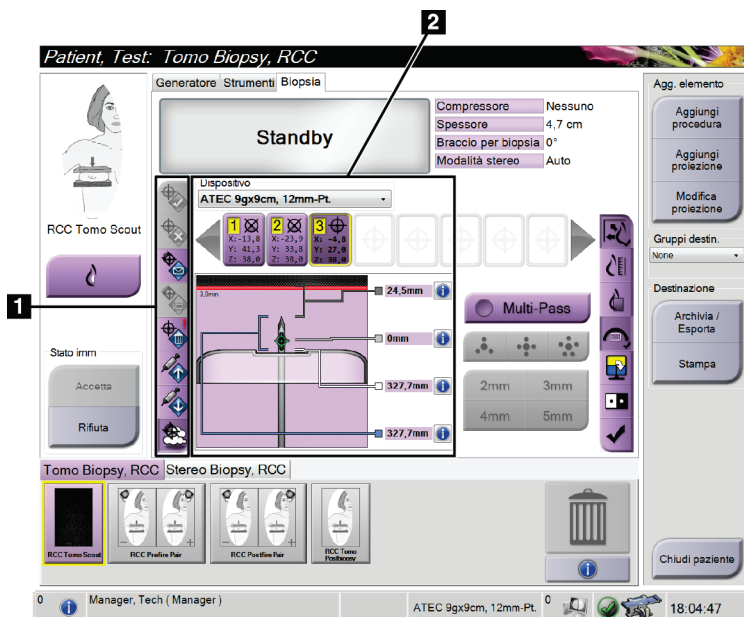 2
Patient, Test: Tomo Biopsy, RCC
Generatore Strumenti Biopsia
Standby
Compressore Nessuno
Spessore 4,7 cm
Braccio per biopsia 0°
Modalità stereo Auto
Agg. elemento
Aggiungi
procedura
Aggiungi
proiezione
Modifica
proiezione
Gruppi destin.
None
Destinazione
Archivia /
Esporta
Stampa
Chiudi paziente
RCC Tomo Scout
1
Stato imm
Accetta
Rifiuta
Dispositivo
ATEC 9gx9cm, 12mm-Pt.
1
X:-13,8
Y: 41,3
Z: 38,0
2
X:-23,9
Y: 33,8
Z: 38,0
3
X: -4,8
Y: 27,0
Z: 38,0
3,0mm
24,5mm
0mm
327,7mm
327,7mm
Multi-Pass
2mm 3mm
4mm 5mm
Tomo Biopsy, RCC Stereo Biopsy, RCC
RCC Tomo Scout
RCC Prefire Pair
RCC Postfire Pair
RCC Tomo
Postbiopsy
0 Manager, Tech ( Manager ) ATEC 9gx9cm, 12mm-Pt. 0 18:04:47